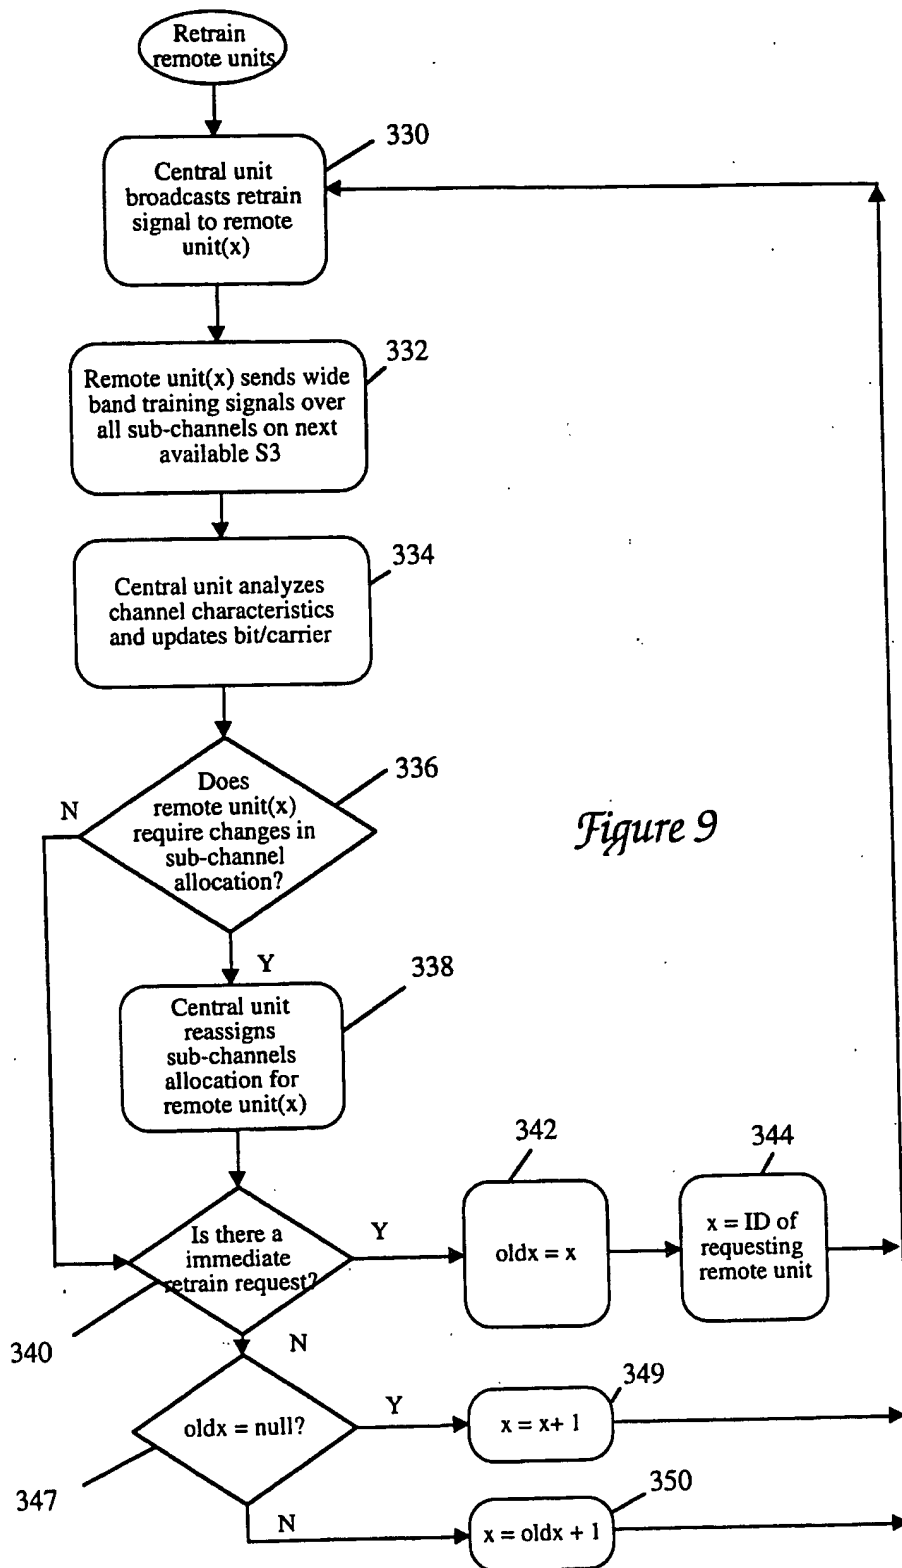 Retrain
remote units
330
Central unit
broadcasts retrain
signal to remote
unit(x)
332
Remote unit(x) sends wide
band training signals over
all sub-channels on next
available S3
334
Central unit analyzes
channel characteristics
and updates bit/carrier
336
Does
remote unit(x)
require changes in
sub-channel
allocation?
N
Figure 9
Y
338
Central unit
reassigns
sub-channels
allocation for
remote unit(x)
342
344
Is there a
immediate
retrain request?
Y
oldx = x
x = ID of
requesting
remote unit
340
N
349
oldx = null?
Y
x = x+ 1
347
350
N
x = oldx + 1